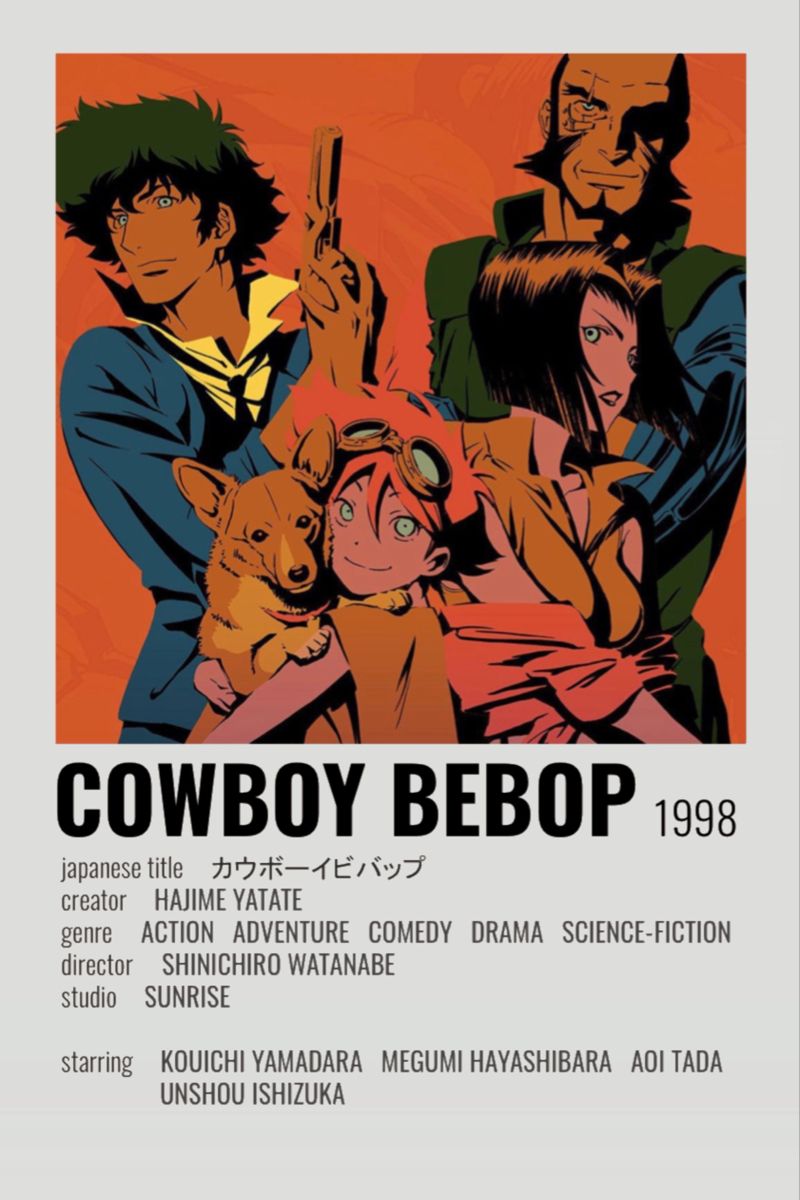 COWBOY BEBOP 1998
japanese title カウボーイビバップ
creator HAJIME YATATE
genre ACTION ADVENTURE COMEDY DRAMA SCIENCE-FICTION
director SHINICHIRO WATANABE
studio SUNRISE
starring KOUICHI YAMADARA MEGUMI HAYASHIBARA AOI TADA
UNSHOU ISHIZUKA